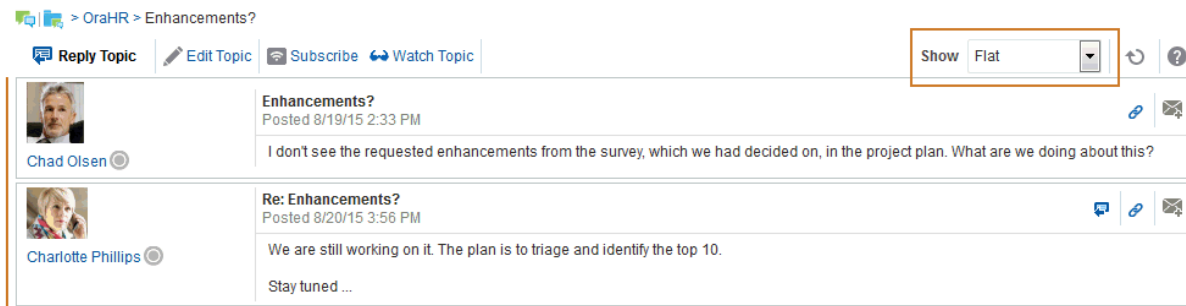 > OraHR > Enhancements?
Reply Topic Edit Topic Subscribe Watch Topic Show Flat
Enhancements?
Posted 8/19/15 2:33 PM
Chad Olsen
I don't see the requested enhancements from the survey, which we had decided on, in the project plan. What are we doing about this?
Re: Enhancements?
Posted 8/20/15 3:56 PM
Charlotte Phillips
We are still working on it. The plan is to triage and identify the top 10.
Stay tuned ...